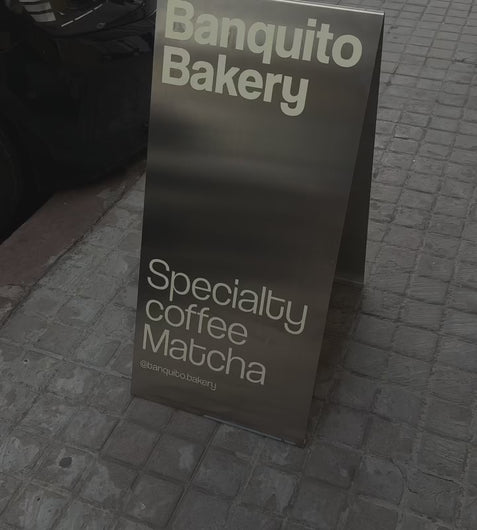 Banquito
Bakery
Specialty
coffee
Matcha
@banquito.bakery